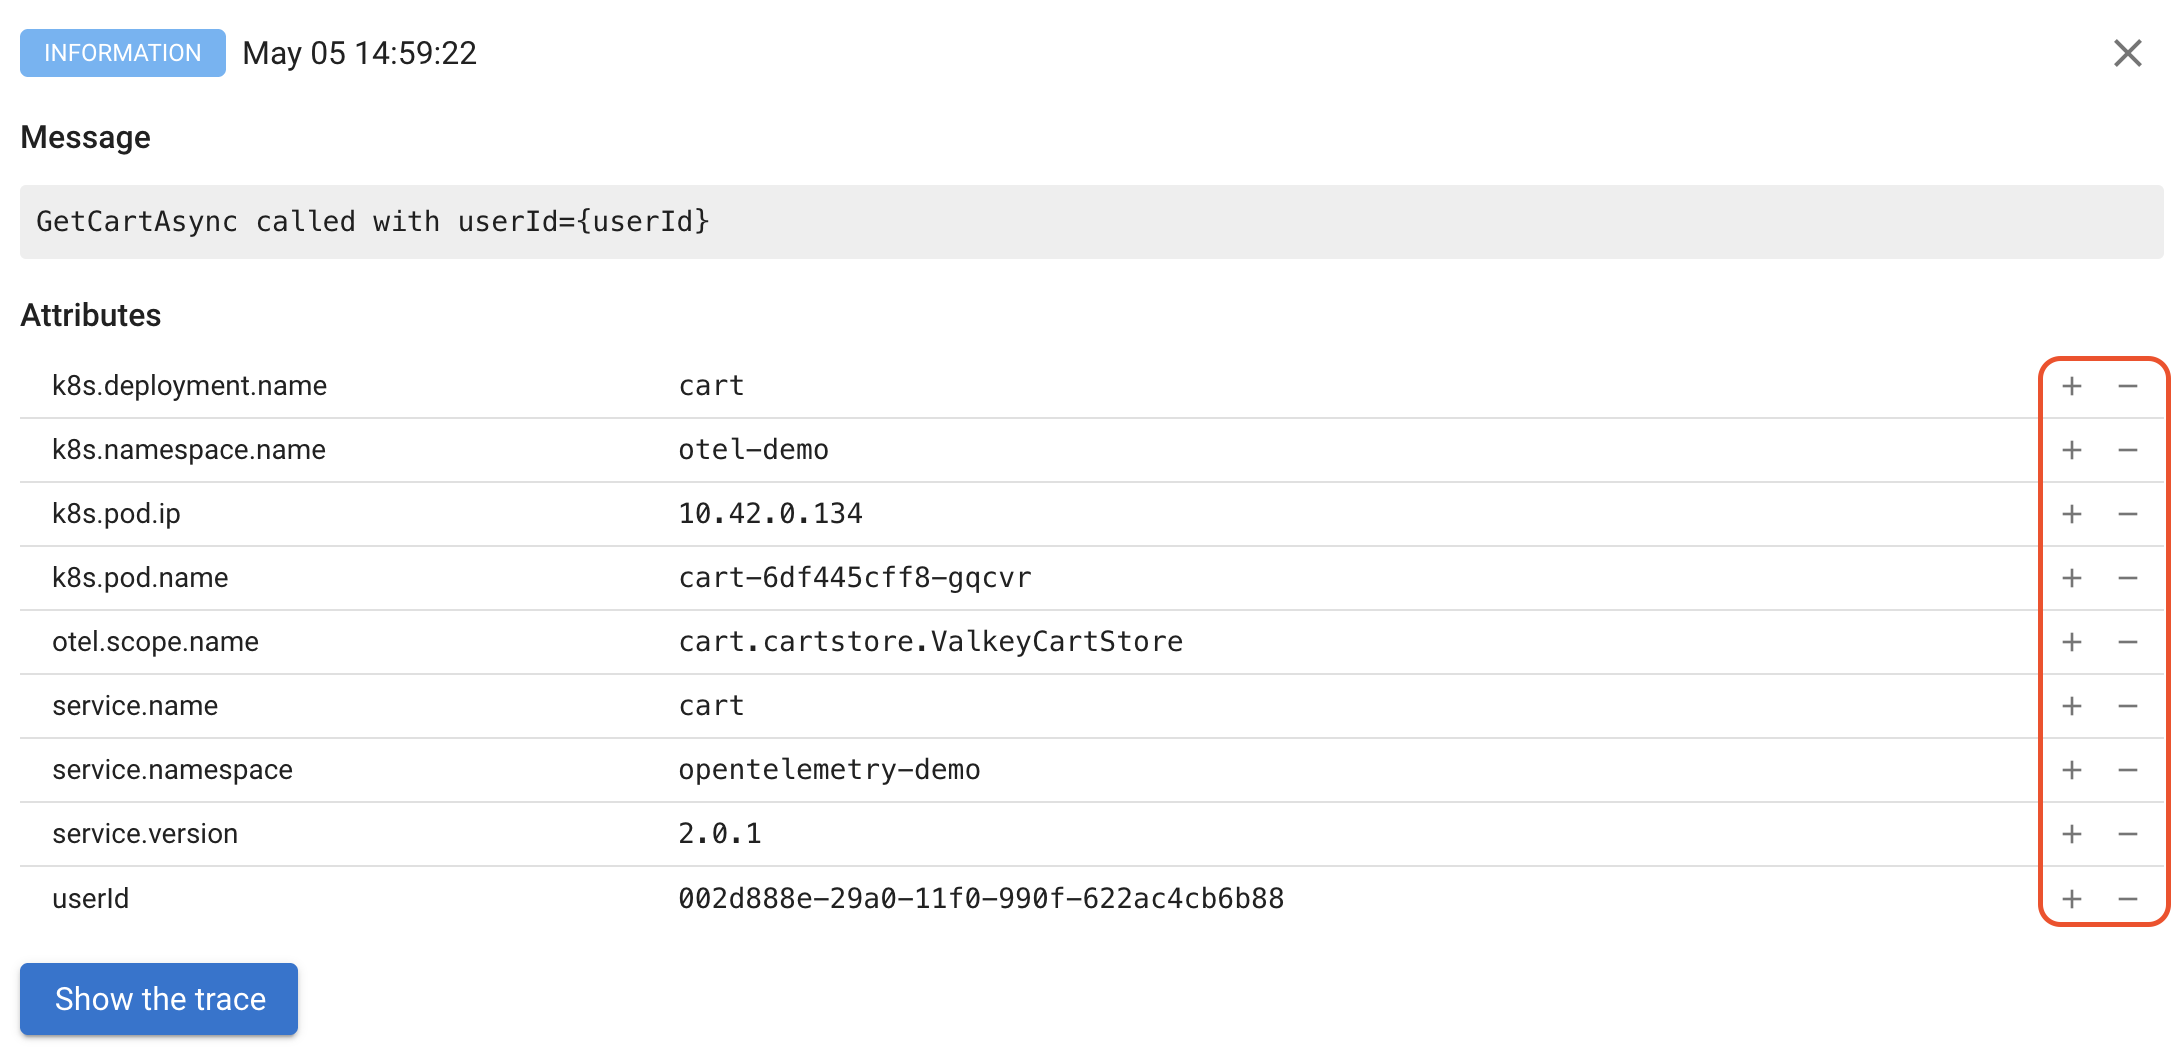 INFORMATION May 05 14:59:22
Message
GetCartAsync called with userId={userId}
Attributes
k8s.deployment.name cart + −
k8s.namespace.name otel-demo + −
k8s.pod.ip 10.42.0.134 + −
k8s.pod.name cart-6df445cff8-gqcvr + −
otel.scope.name cart.cartstore.ValkeyCartStore + −
service.name cart + −
service.namespace opentelemetry-demo + −
service.version 2.0.1 + −
userId 002d888e-29a0-11f0-990f-622ac4cb6b88 + −
Show the trace